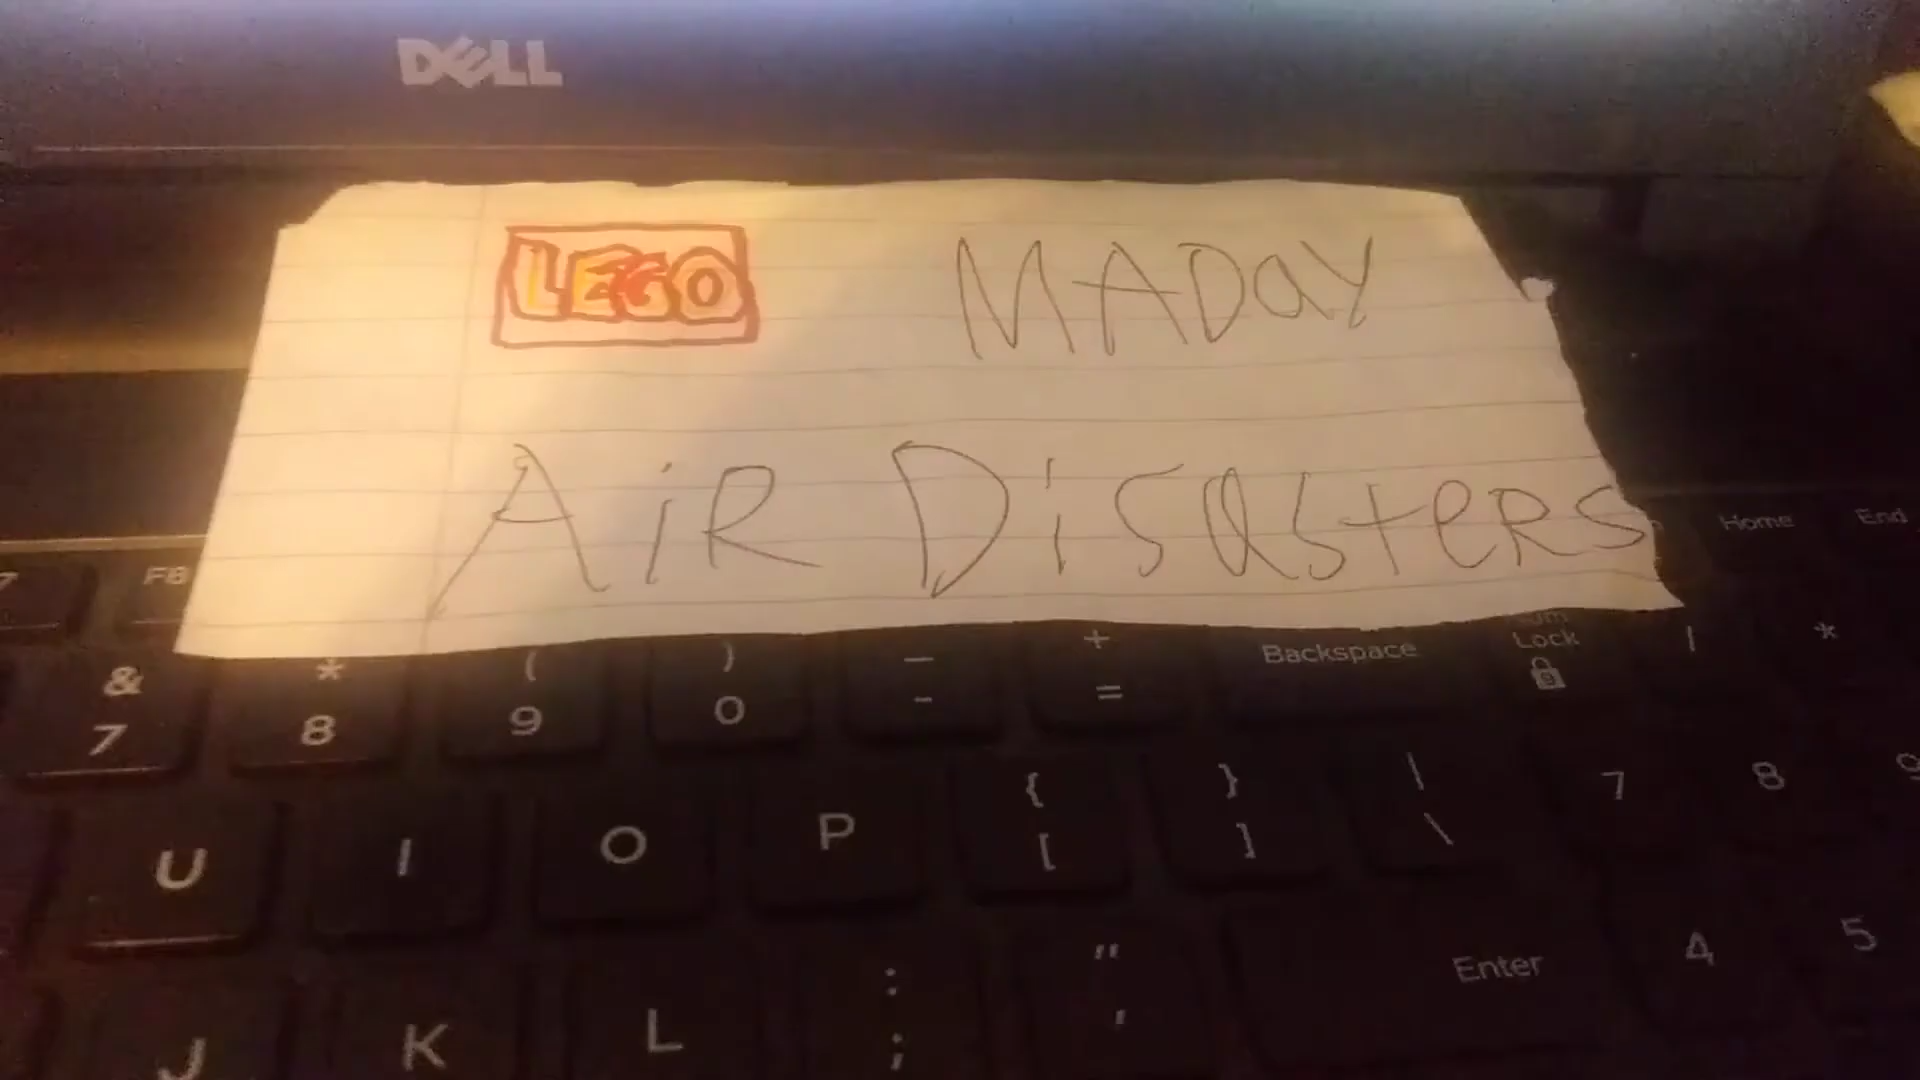 DELL
LEGO MADay
AiR DisasteRs
Home End
F8
Lock
& * ( ) — + Backspace | *
7 8 9 0 - =
{ } |
U I O P [ ] \ 7 8 9
" 
: Enter 4 5
J K L ; '